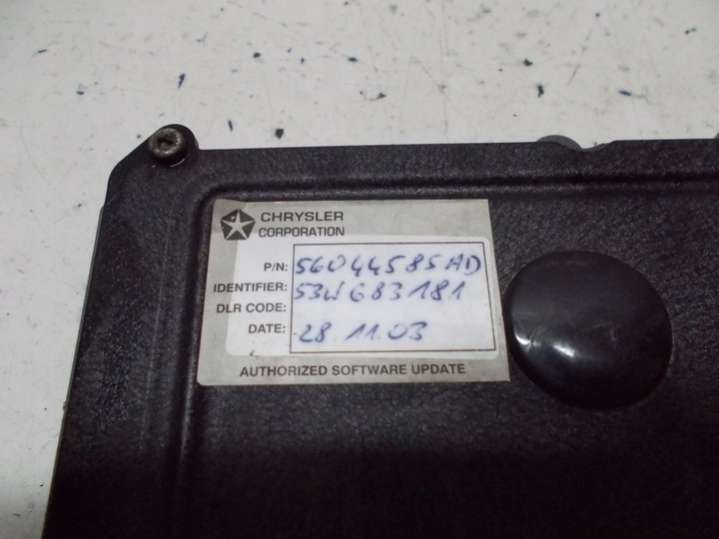 CHRYSLER
CORPORATION
P/N: 56044585AD
IDENTIFIER: 53W683181
DLR CODE:
DATE: 28 11.03
AUTHORIZED SOFTWARE UPDATE